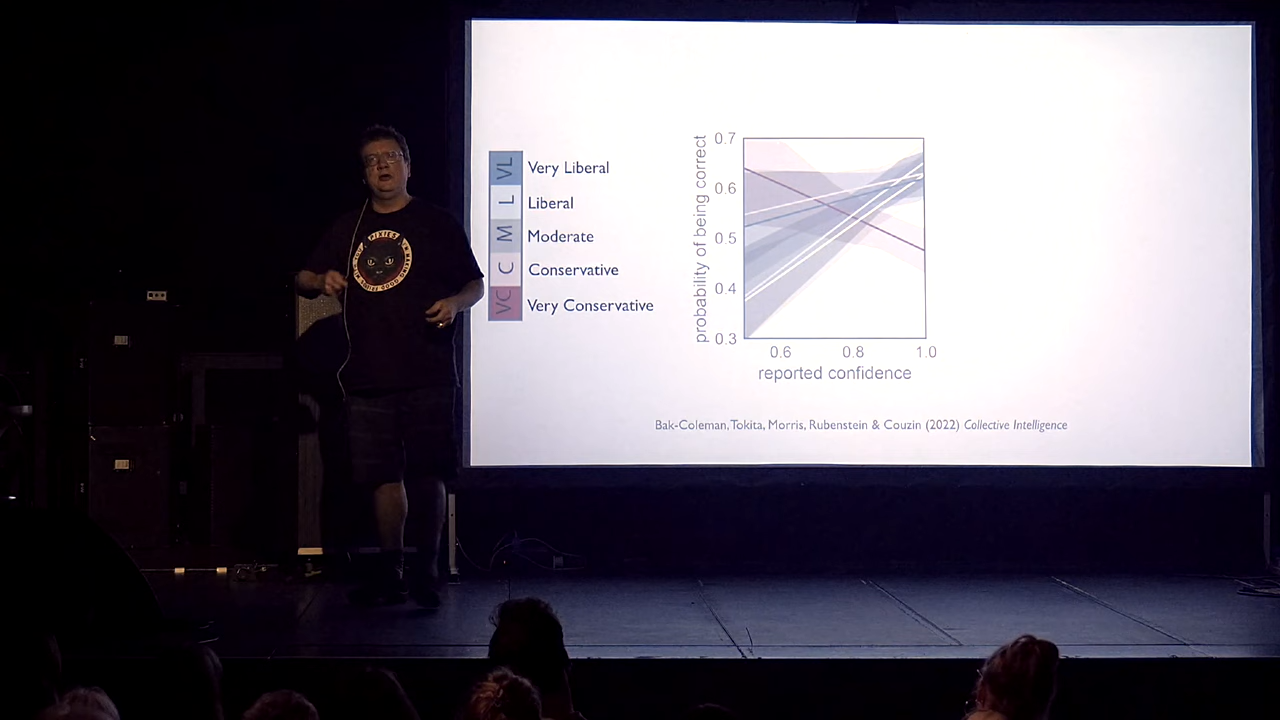 VL Very Liberal
L Liberal
M Moderate
C Conservative
VC Very Conservative
probability of being correct
0.7
0.6
0.5
0.4
0.3
0.6 0.8 1.0
reported confidence
Bak-Coleman, Tokita, Morris, Rubenstein & Couzin (2022) Collective Intelligence
PIXIES